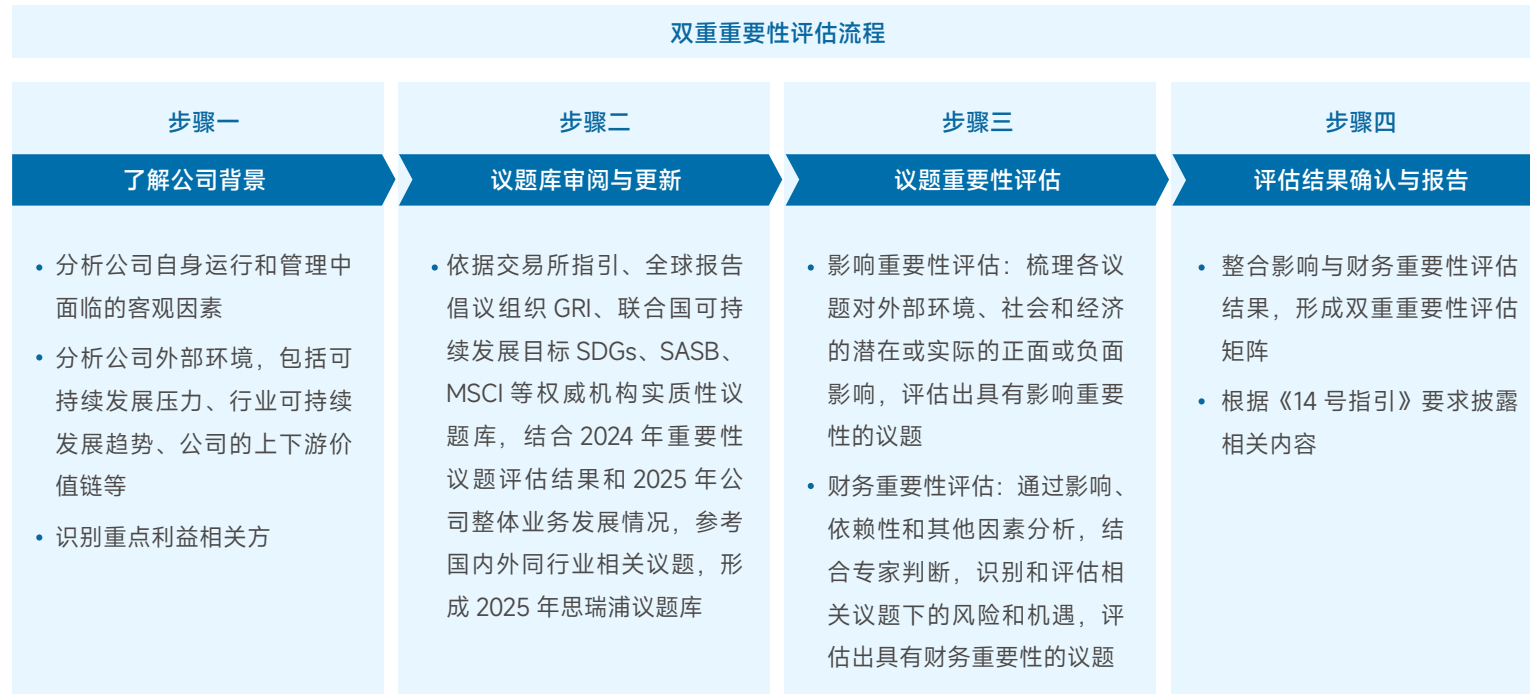 双重重要性评估流程
步骤一
了解公司背景
• 分析公司自身运行和管理中
面临的客观因素
• 分析公司外部环境，包括可
持续发展压力、行业可持续
发展趋势、公司的上下游价
值链等
• 识别重点利益相关方
步骤二
议题库审阅与更新
• 依据交易所指引、全球报告
倡议组织 GRI、联合国可持
续发展目标 SDGs、SASB、
MSCI 等权威机构实质性议
题库，结合 2024 年重要性
议题评估结果和 2025 年公
司整体业务发展情况，参考
国内外同行业相关议题，形
成 2025 年思瑞浦议题库
步骤三
议题重要性评估
• 影响重要性评估：梳理各议
题对外部环境、社会和经济
的潜在或实际的正面或负面
影响，评估出具有影响重要
性的议题
• 财务重要性评估：通过影响、
依赖性和其他因素分析，结
合专家判断，识别和评估相
关议题下的风险和机遇，评
估出具有财务重要性的议题
步骤四
评估结果确认与报告
• 整合影响与财务重要性评估
结果，形成双重重要性评估
矩阵
• 根据《14 号指引》要求披露
相关内容